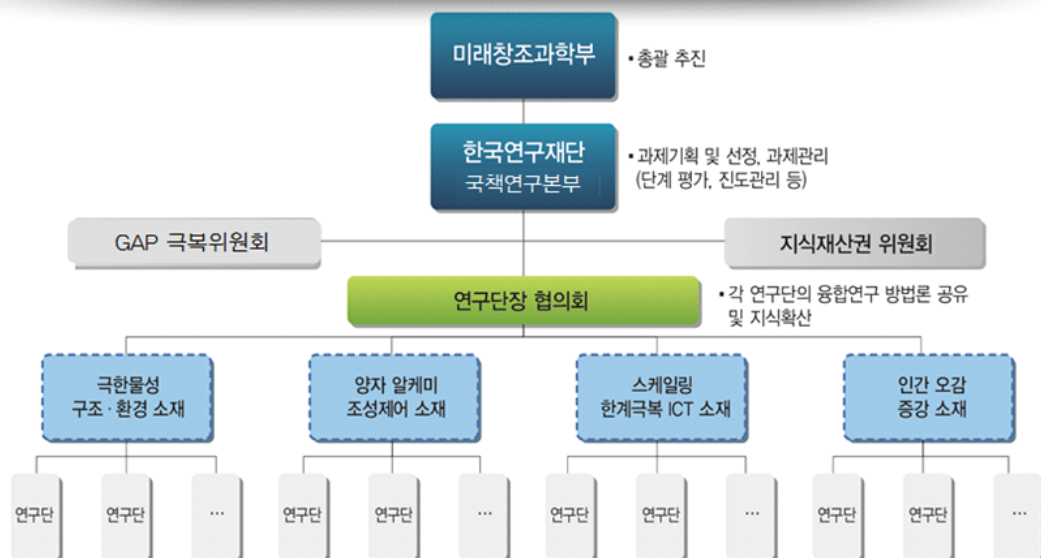 미래창조과학부
▪ 총괄 추진
한국연구재단
국책연구본부
▪ 과제기획 및 선정, 과제관리
(단계 평가, 진도관리 등)
GAP 극복위원회
지식재산권 위원회
연구단장 협의회
▪ 각 연구단의 융합연구 방법론 공유
및 지식확산
극한물성
구조·환경 소재
양자 알케미
조성제어 소재
스케일링
한계극복 ICT 소재
인간 오감
증강 소재
연구단
연구단
…
연구단
연구단
…
연구단
연구단
…
연구단
연구단
…